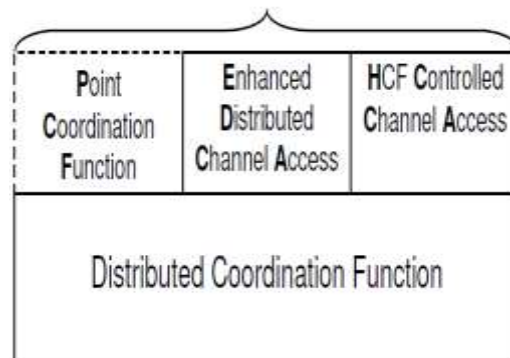 Point
Coordination
Function
Enhanced
Distributed
Channel Access
HCF Controlled
Channel Access
Distributed Coordination Function